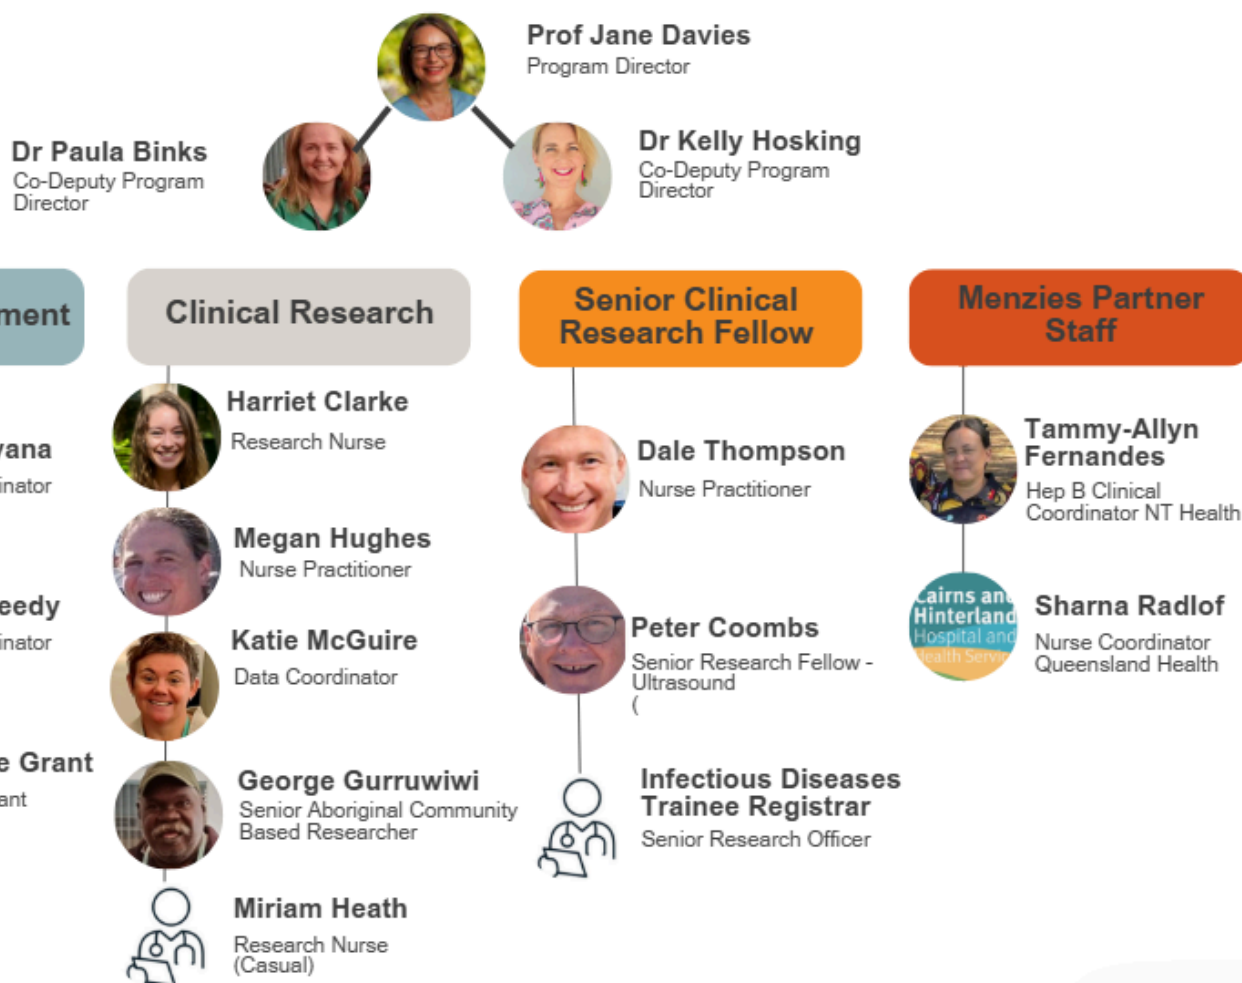 Prof Jane Davies
Program Director
Dr Paula Binks
Co-Deputy Program
Director
Dr Kelly Hosking
Co-Deputy Program
Director
ment
vana
inator
eedy
inator
e Grant
ant
Clinical Research
Harriet Clarke
Research Nurse
Megan Hughes
Nurse Practitioner
Katie McGuire
Data Coordinator
George Gurruwiwi
Senior Aboriginal Community
Based Researcher
Miriam Heath
Research Nurse
(Casual)
Senior Clinical
Research Fellow
Dale Thompson
Nurse Practitioner
Peter Coombs
Senior Research Fellow -
Ultrasound
(
Infectious Diseases
Trainee Registrar
Senior Research Officer
Menzies Partner
Staff
Tammy-Allyn
Fernandes
Hep B Clinical
Coordinator NT Health
Cairns and
Hinterland
Hospital and
Health Servic
Sharna Radlof
Nurse Coordinator
Queensland Health